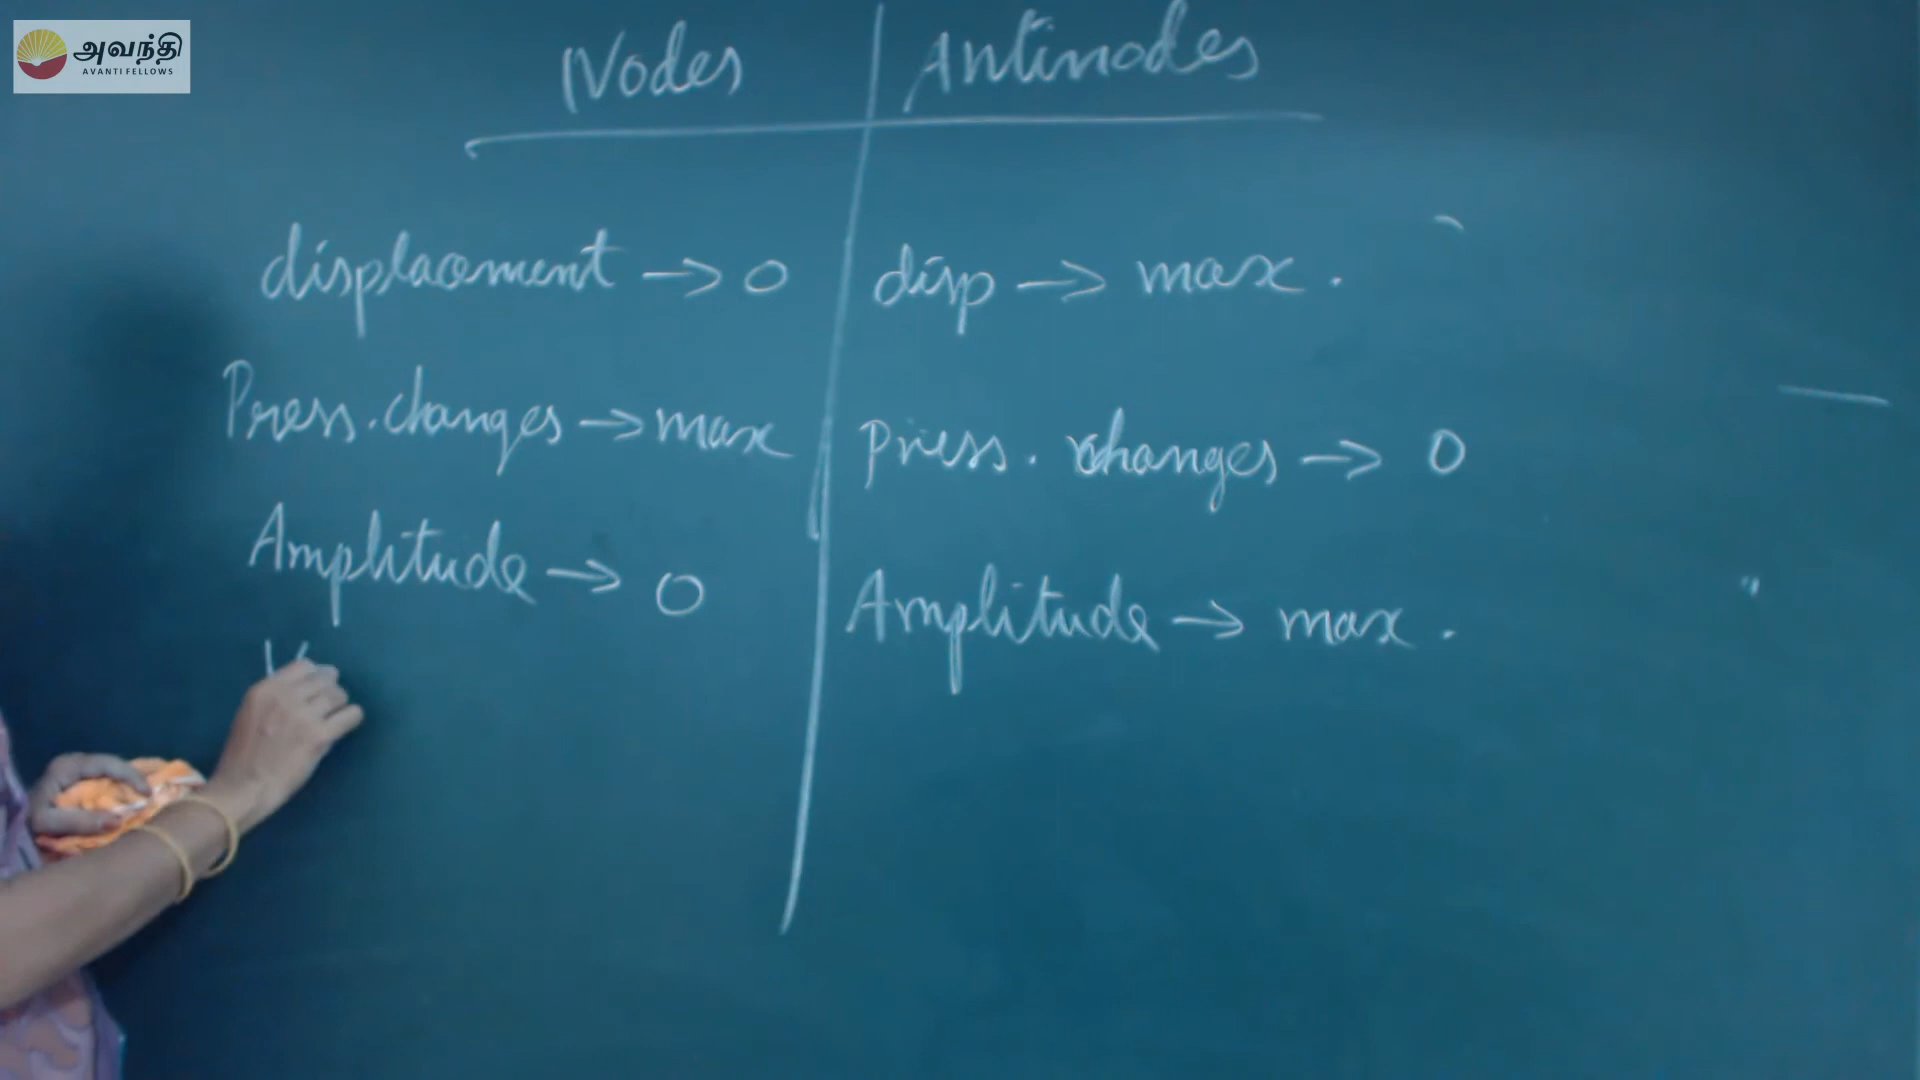 அவந்தி
AVANTI FELLOWS
Nodes Antinodes
displacement → 0 disp → max.
Press. changes → max Press. changes → 0
Amplitude → 0 Amplitude → max.